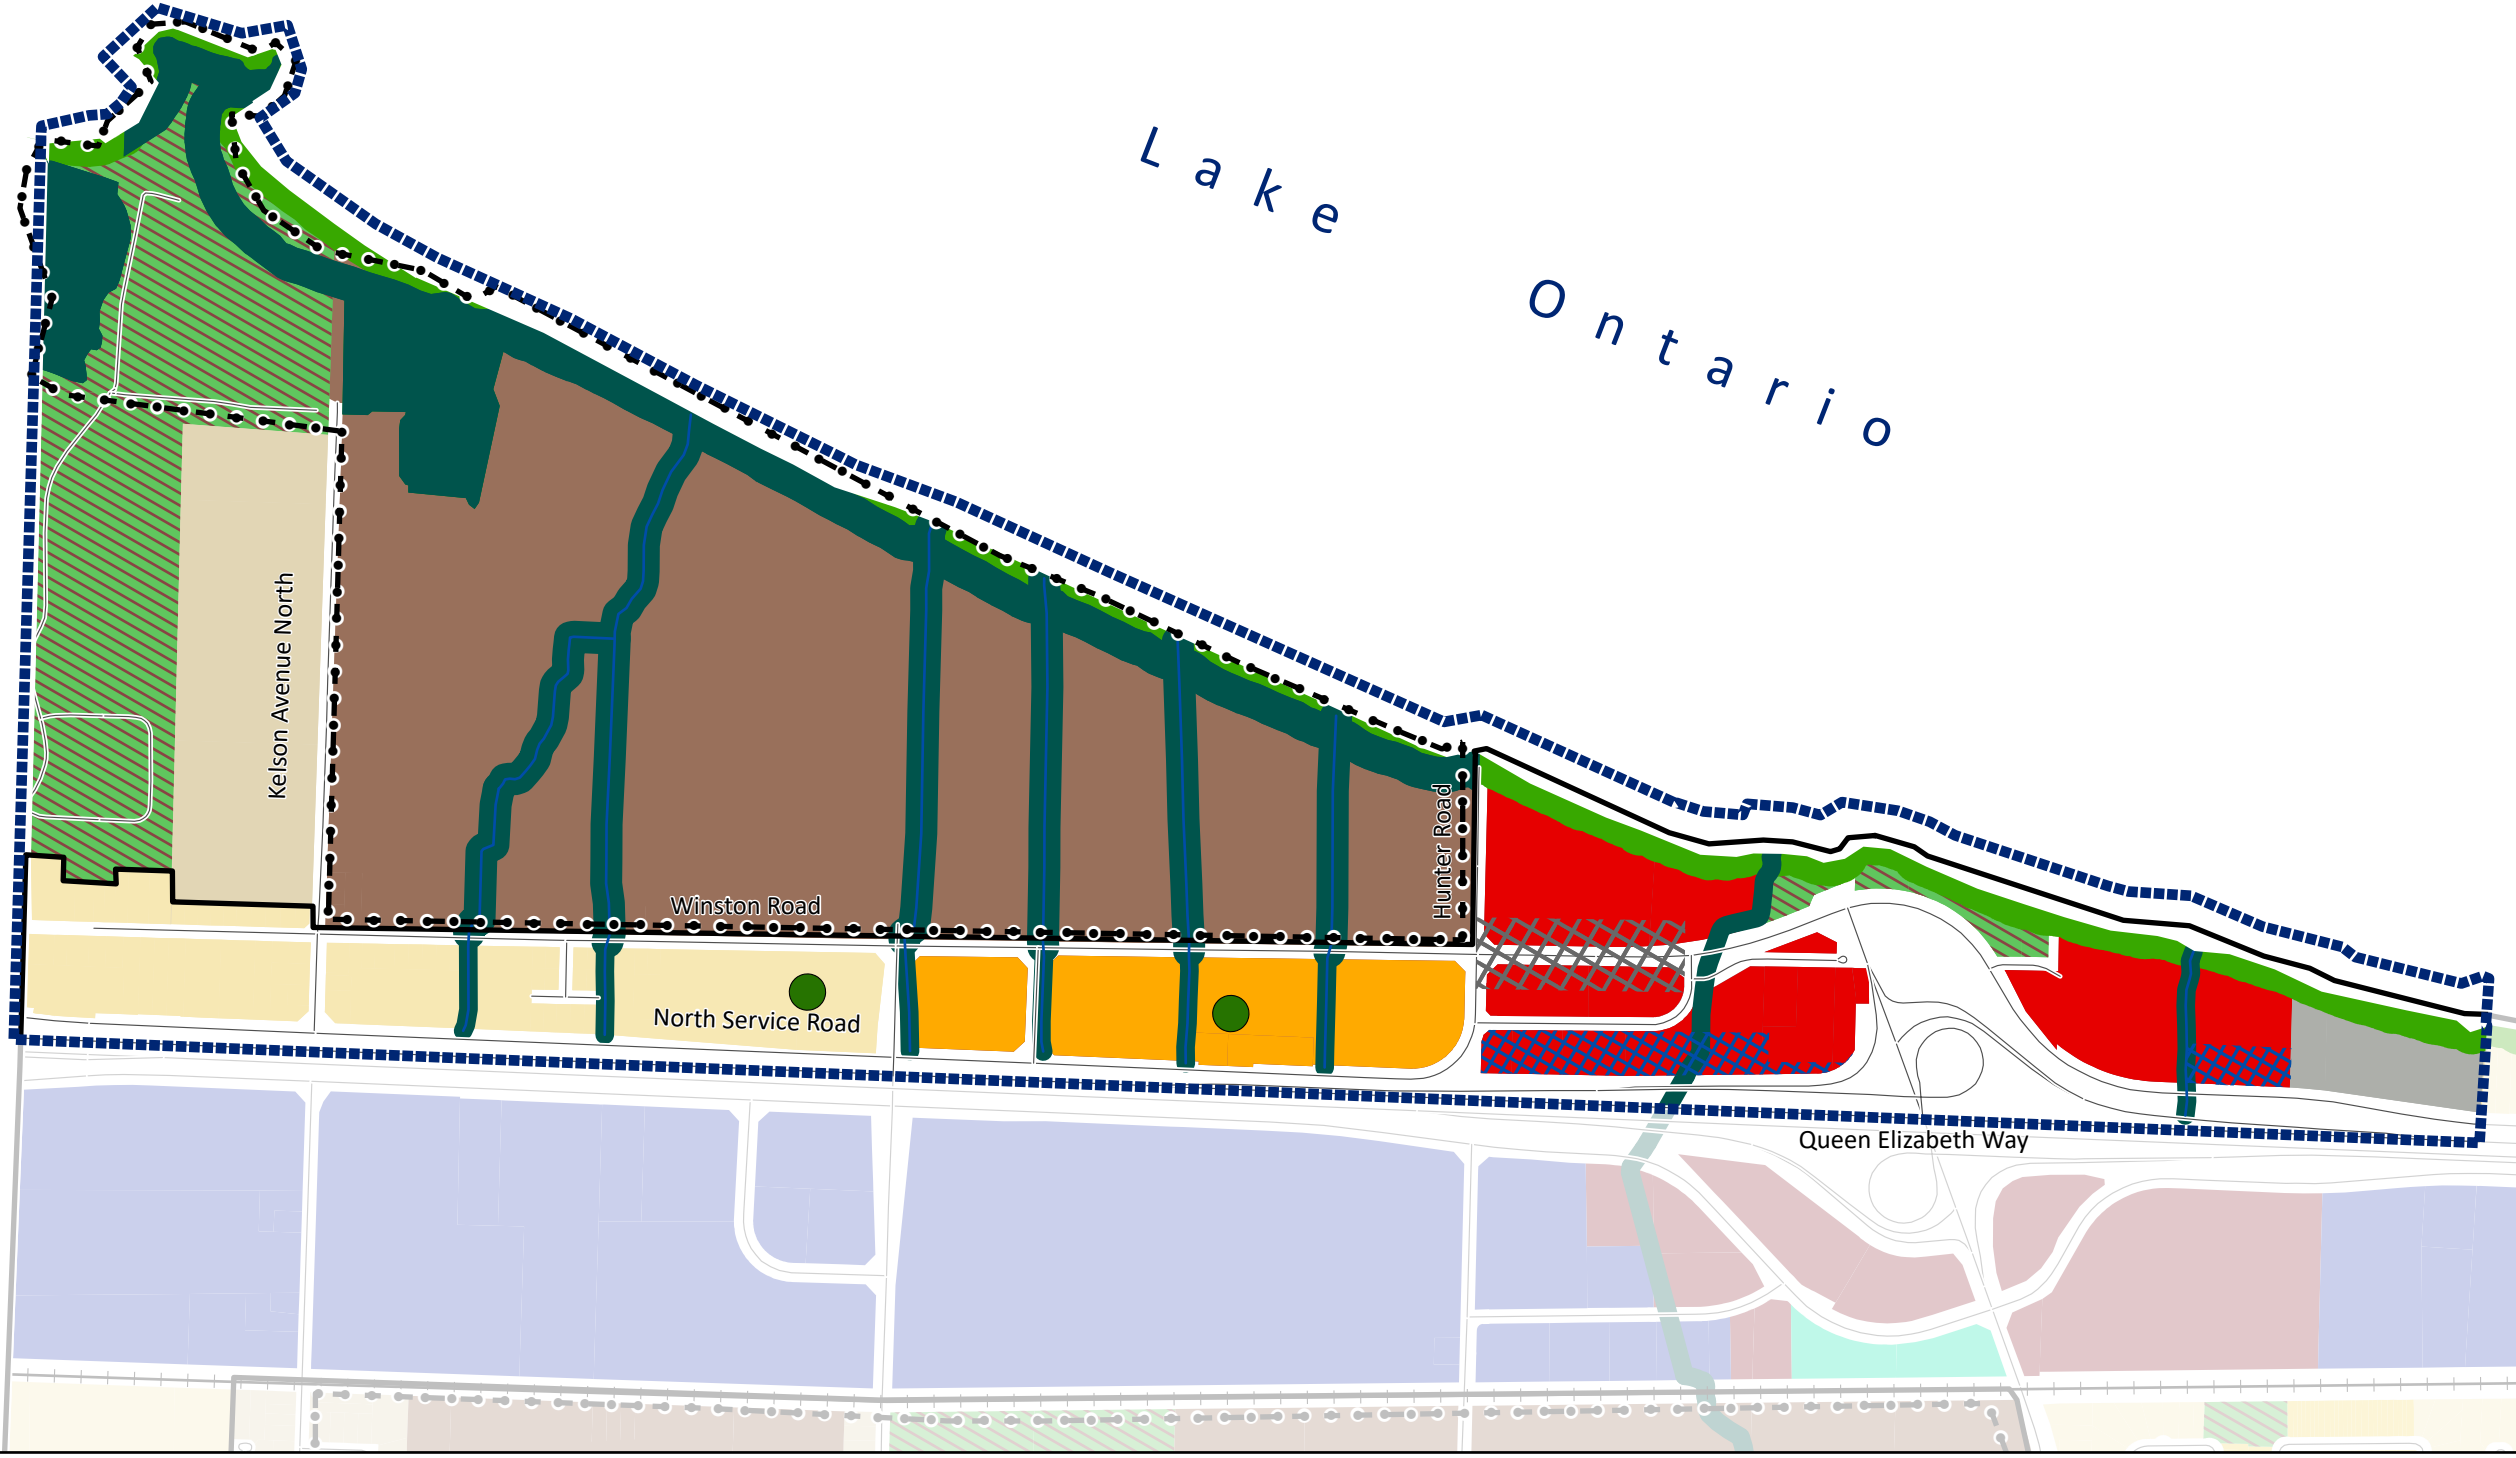 Lake
Ontario
Kelson Avenue North
Hunter Road
Winston Road
North Service Road
Queen Elizabeth Way